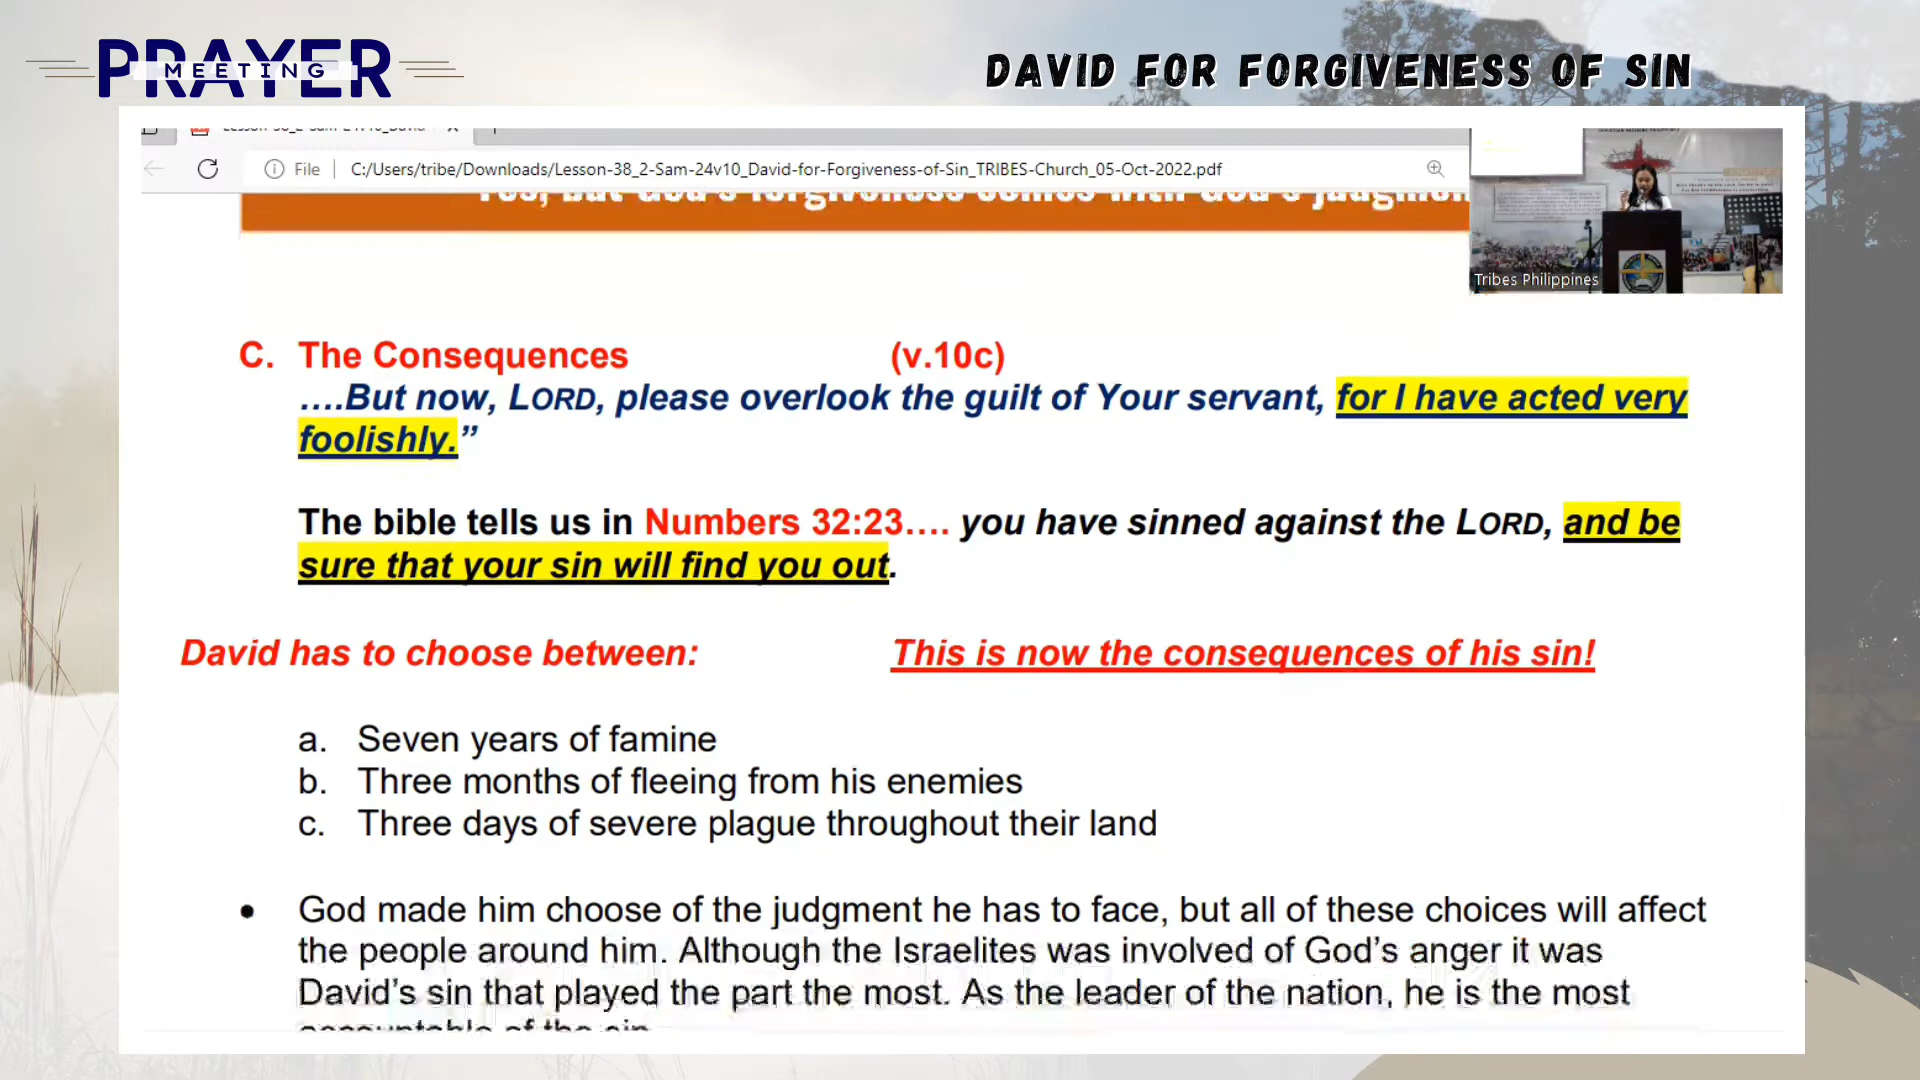 PRAYER
MEETING
DAVID FOR FORGIVENESS OF SIN
File
C:/Users/tribe/Downloads/Lesson-38_2-Sam-24v10_David-for-Forgiveness-of-Sin_TRIBES-Church_05-Oct-2022.pdf
Tribes Philippines
C. The Consequences (v.10c)
....But now, LORD, please overlook the guilt of Your servant, for I have acted very
foolishly.”
The bible tells us in Numbers 32:23.... you have sinned against the LORD, and be
sure that your sin will find you out.
David has to choose between: This is now the consequences of his sin!
a. Seven years of famine
b. Three months of fleeing from his enemies
c. Three days of severe plague throughout their land
• God made him choose of the judgment he has to face, but all of these choices will affect
the people around him. Although the Israelites was involved of God’s anger it was
David’s sin that played the part the most. As the leader of the nation, he is the most